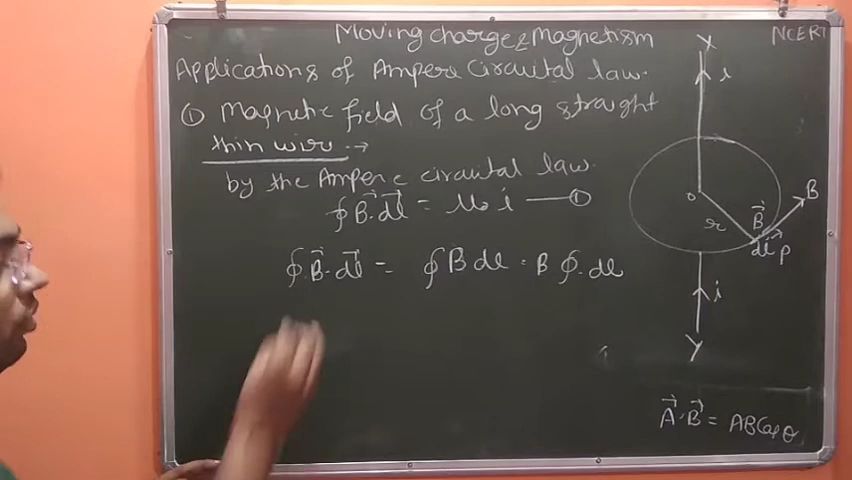 Moving charge & Magnetism
NCERT
Applications of Ampere Circuital law.
① Magnetic field of a long straight
thin wire →
by the Ampere circuital law.
∮ B⃗. dl⃗ = μ₀ i —— ①
∮. B⃗. dl⃗ = ∮ B dl = B ∮. dl
X
i
o
r
B⃗
B
dl⃗
P
i
Y
A⃗ . B⃗ = AB Cos θ